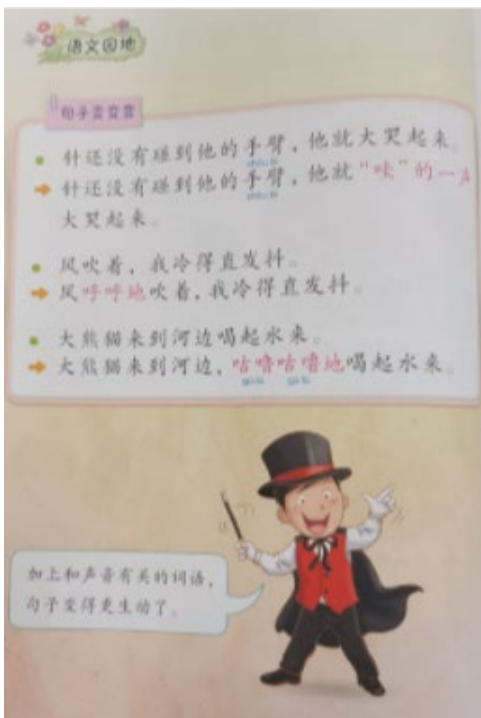 语文园地
句子变变变
针还没有碰到他的手臂，他就大哭起来。
针还没有碰到他的手臂，他就“哇”的一声
大哭起来。
风吹着，我冷得直发抖。
风呼呼地吹着，我冷得直发抖。
大熊猫来到河边喝起水来。
大熊猫来到河边，咕噜咕噜地喝起水来。
加上和声音有关的词语，
句子变得更生动了。